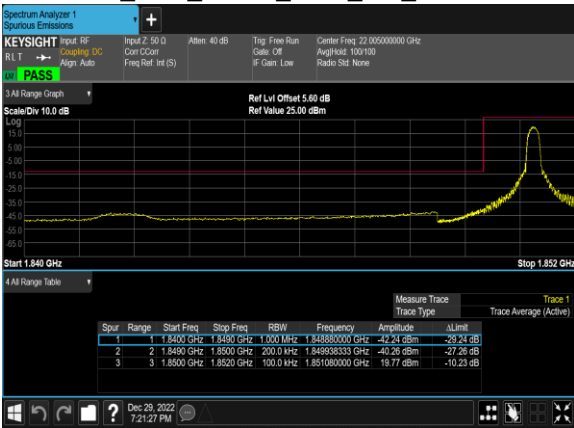 Spectrum Analyzer 1
Spurious Emissions
+
KEYSIGHT Input: RF Input Z: 50 Ω Atten: 40 dB Trig: Free Run Center Freq: 22.005000000 GHz
RLT Coupling: DC Corr CCorr Gate: Off Avg|Hold: 100/100
Align: Auto Freq Ref: Int (S) IF Gain: Low Radio Std: None
PASS
3 All Range Graph
Ref Lvl Offset 5.60 dB
Scale/Div 10.0 dB Ref Value 25.00 dBm
Log
15.0
5.00
-5.00
-15.0
-25.0
-35.0
-45.0
-55.0
-65.0
Start 1.840 GHz Stop 1.852 GHz
4 All Range Table
Measure Trace Trace 1
Trace Type Trace Average (Active)
Spur Range Start Freq Stop Freq RBW Frequency Amplitude ΔLimit
1 1 1.8400 GHz 1.8490 GHz 1.000 MHz 1.848880000 GHz -42.24 dBm -29.24 dB
2 2 1.8490 GHz 1.8500 GHz 200.0 kHz 1.849938333 GHz -40.26 dBm -27.26 dB
3 3 1.8500 GHz 1.8520 GHz 100.0 kHz 1.851080000 GHz 19.77 dBm -10.23 dB
? Dec 29, 2022
7:21:27 PM